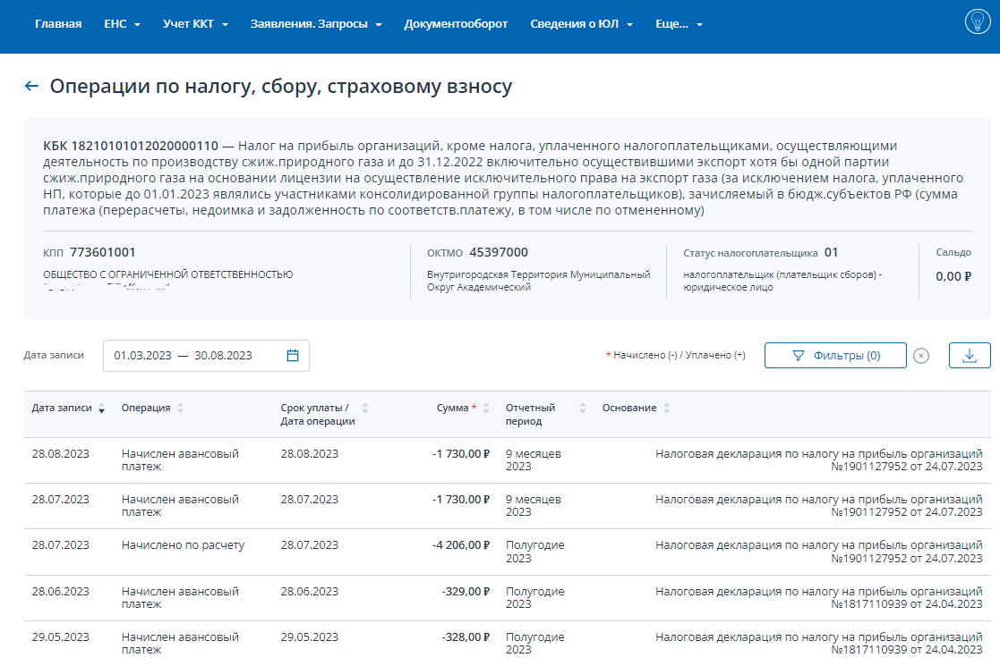 Главная ЕНС Учет ККТ Заявления. Запросы Документооборот Сведения о ЮЛ Еще...
Операции по налогу, сбору, страховому взносу
КБК 18210101012020000110 — Налог на прибыль организаций, кроме налога, уплаченного налогоплательщиками, осуществляющими
деятельность по производству сжиж.природного газа и до 31.12.2022 включительно осуществившими экспорт хотя бы одной партии
сжиж.природного газа на основании лицензии на осуществление исключительного права на экспорт газа (за исключением налога, уплаченного
НП, которые до 01.01.2023 являлись участниками консолидированной группы налогоплательщиков), зачисляемый в бюдж.субъектов РФ (сумма
платежа (перерасчеты, недоимка и задолженность по соответств.платежу, в том числе по отмененному)
КПП 773601001
ОБЩЕСТВО С ОГРАНИЧЕННОЙ ОТВЕТСТВЕННОСТЬЮ
ОКТМО 45397000
Внутригородская Территория Муниципальный
Округ Академический
Статус налогоплательщика 01
налогоплательщик (плательщик сборов) -
юридическое лицо
Сальдо
0,00 ₽
Дата записи 01.03.2023 — 30.08.2023 * Начислено (-) / Уплачено (+) Фильтры (0)
Дата записи Операция Срок уплаты / Сумма * Отчетный Основание
Дата операции период
28.08.2023 Начислен авансовый 28.08.2023 -1 730,00 ₽ 9 месяцев Налоговая декларация по налогу на прибыль организаций
платеж 2023 №1901127952 от 24.07.2023
28.07.2023 Начислен авансовый 28.07.2023 -1 730,00 ₽ 9 месяцев Налоговая декларация по налогу на прибыль организаций
платеж 2023 №1901127952 от 24.07.2023
28.07.2023 Начислено по расчету 28.07.2023 -4 206,00 ₽ Полугодие Налоговая декларация по налогу на прибыль организаций
2023 №1901127952 от 24.07.2023
28.06.2023 Начислен авансовый 28.06.2023 -329,00 ₽ Полугодие Налоговая декларация по налогу на прибыль организаций
платеж 2023 №1817110939 от 24.04.2023
29.05.2023 Начислен авансовый 29.05.2023 -328,00 ₽ Полугодие Налоговая декларация по налогу на прибыль организаций
платеж 2023 №1817110939 от 24.04.2023